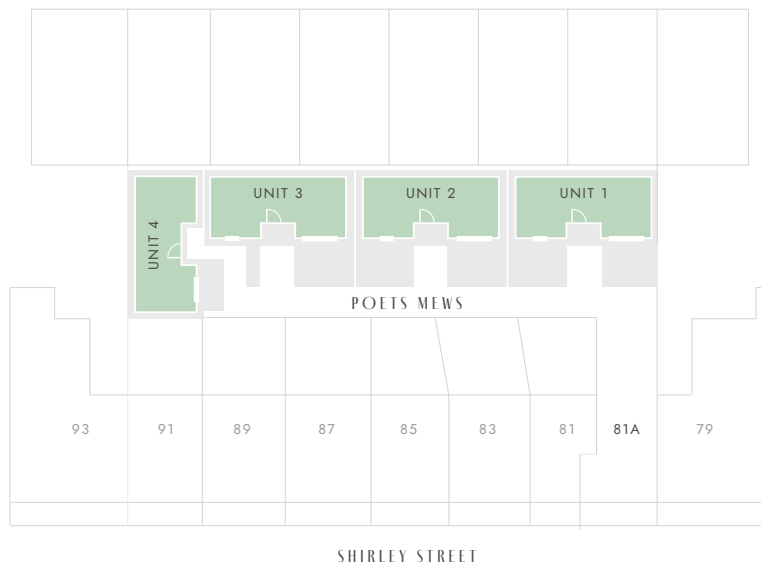 UNIT 3
UNIT 2
UNIT 1
UNIT 4
POETS MEWS
93
91
89
87
85
83
81
81A
79
SHIRLEY STREET